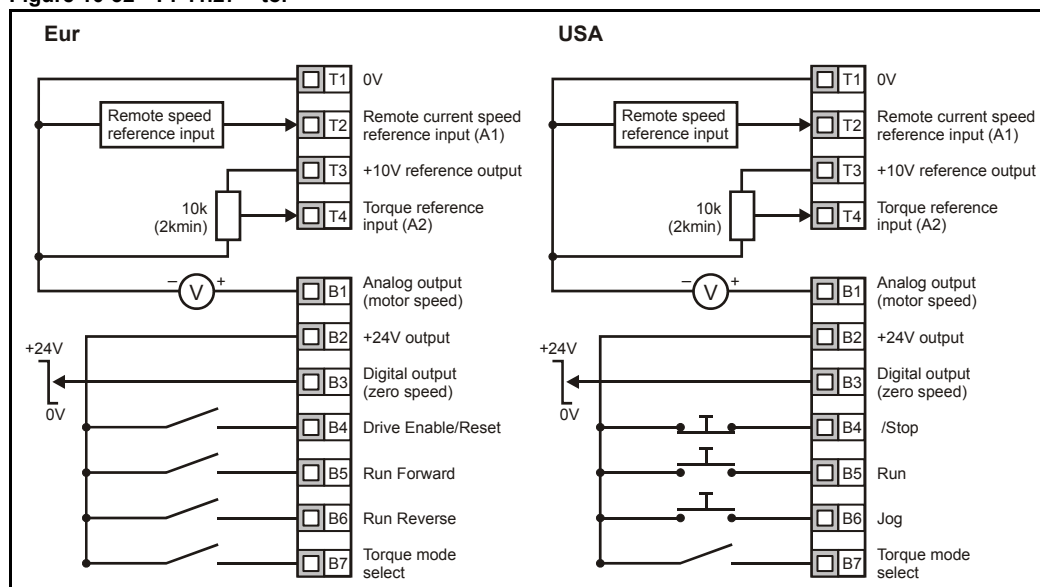 Eur
T1 0V
Remote speed
reference input
T2 Remote current speed
reference input (A1)
T3 +10V reference output
10k
(2kmin)
T4 Torque reference
input (A2)
– V +
B1 Analog output
(motor speed)
B2 +24V output
+24V
0V
B3 Digital output
(zero speed)
B4 Drive Enable/Reset
B5 Run Forward
B6 Run Reverse
B7 Torque mode
select
USA
T1 0V
Remote speed
reference input
T2 Remote current speed
reference input (A1)
T3 +10V reference output
10k
(2kmin)
T4 Torque reference
input (A2)
– V +
B1 Analog output
(motor speed)
B2 +24V output
+24V
0V
B3 Digital output
(zero speed)
B4 /Stop
B5 Run
B6 Jog
B7 Torque mode
select